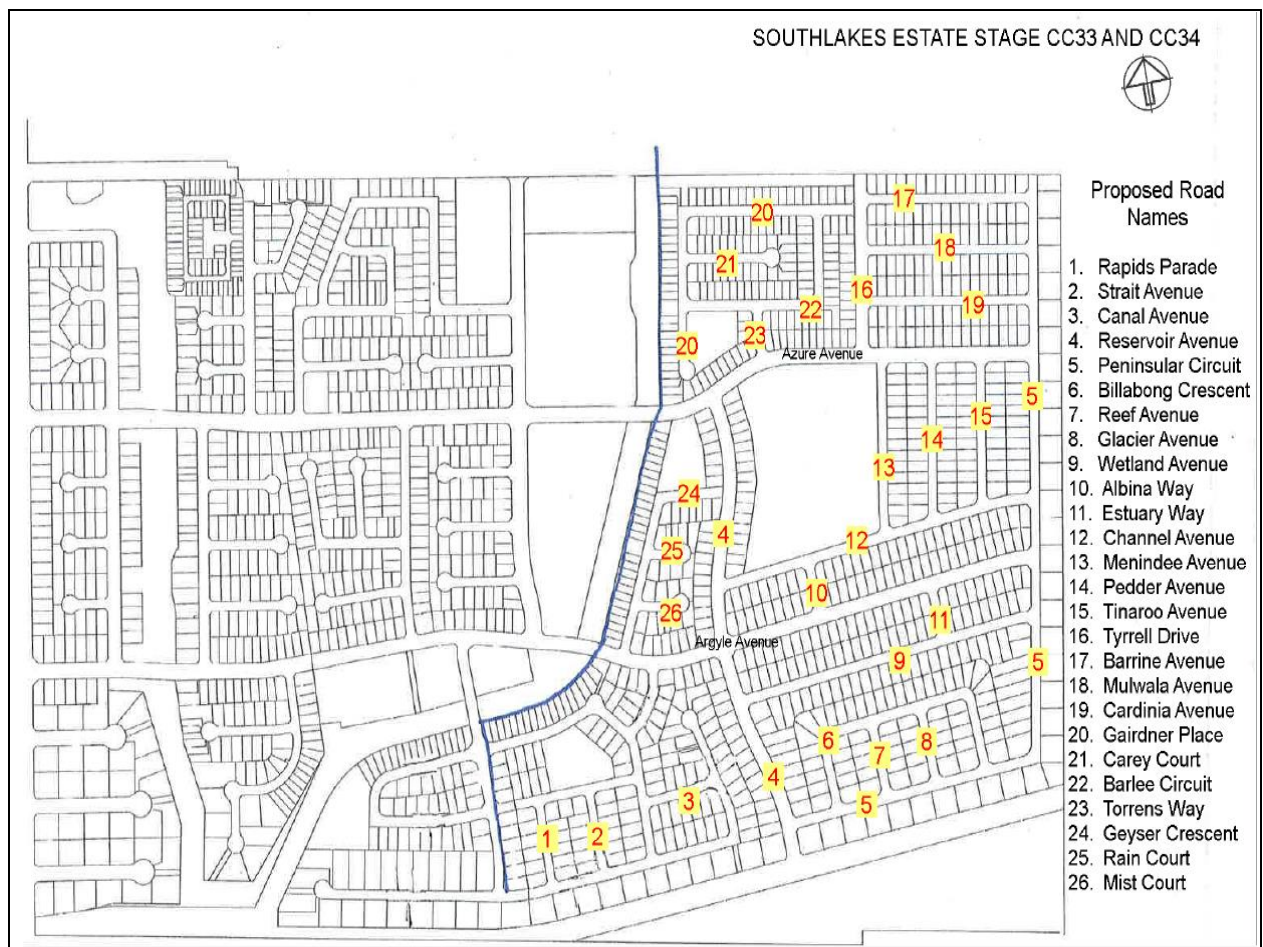 SOUTHLAKES ESTATE STAGE CC33 AND CC34
Proposed Road
Names
1. Rapids Parade
2. Strait Avenue
3. Canal Avenue
4. Reservoir Avenue
5. Peninsular Circuit
6. Billabong Crescent
7. Reef Avenue
8. Glacier Avenue
9. Wetland Avenue
10. Albina Way
11. Estuary Way
12. Channel Avenue
13. Menindee Avenue
14. Pedder Avenue
15. Tinaroo Avenue
16. Tyrrell Drive
17. Barrine Avenue
18. Mulwala Avenue
19. Cardinia Avenue
20. Gairdner Place
21. Carey Court
22. Barlee Circuit
23. Torrens Way
24. Geyser Crescent
25. Rain Court
26. Mist Court
17
20
18
21
16
22
19
23
20
Azure Avenue
5
15
14
13
24
4
12
25
10
26
11
Argyle Avenue
9
5
6
8
7
4
3
5
1
2